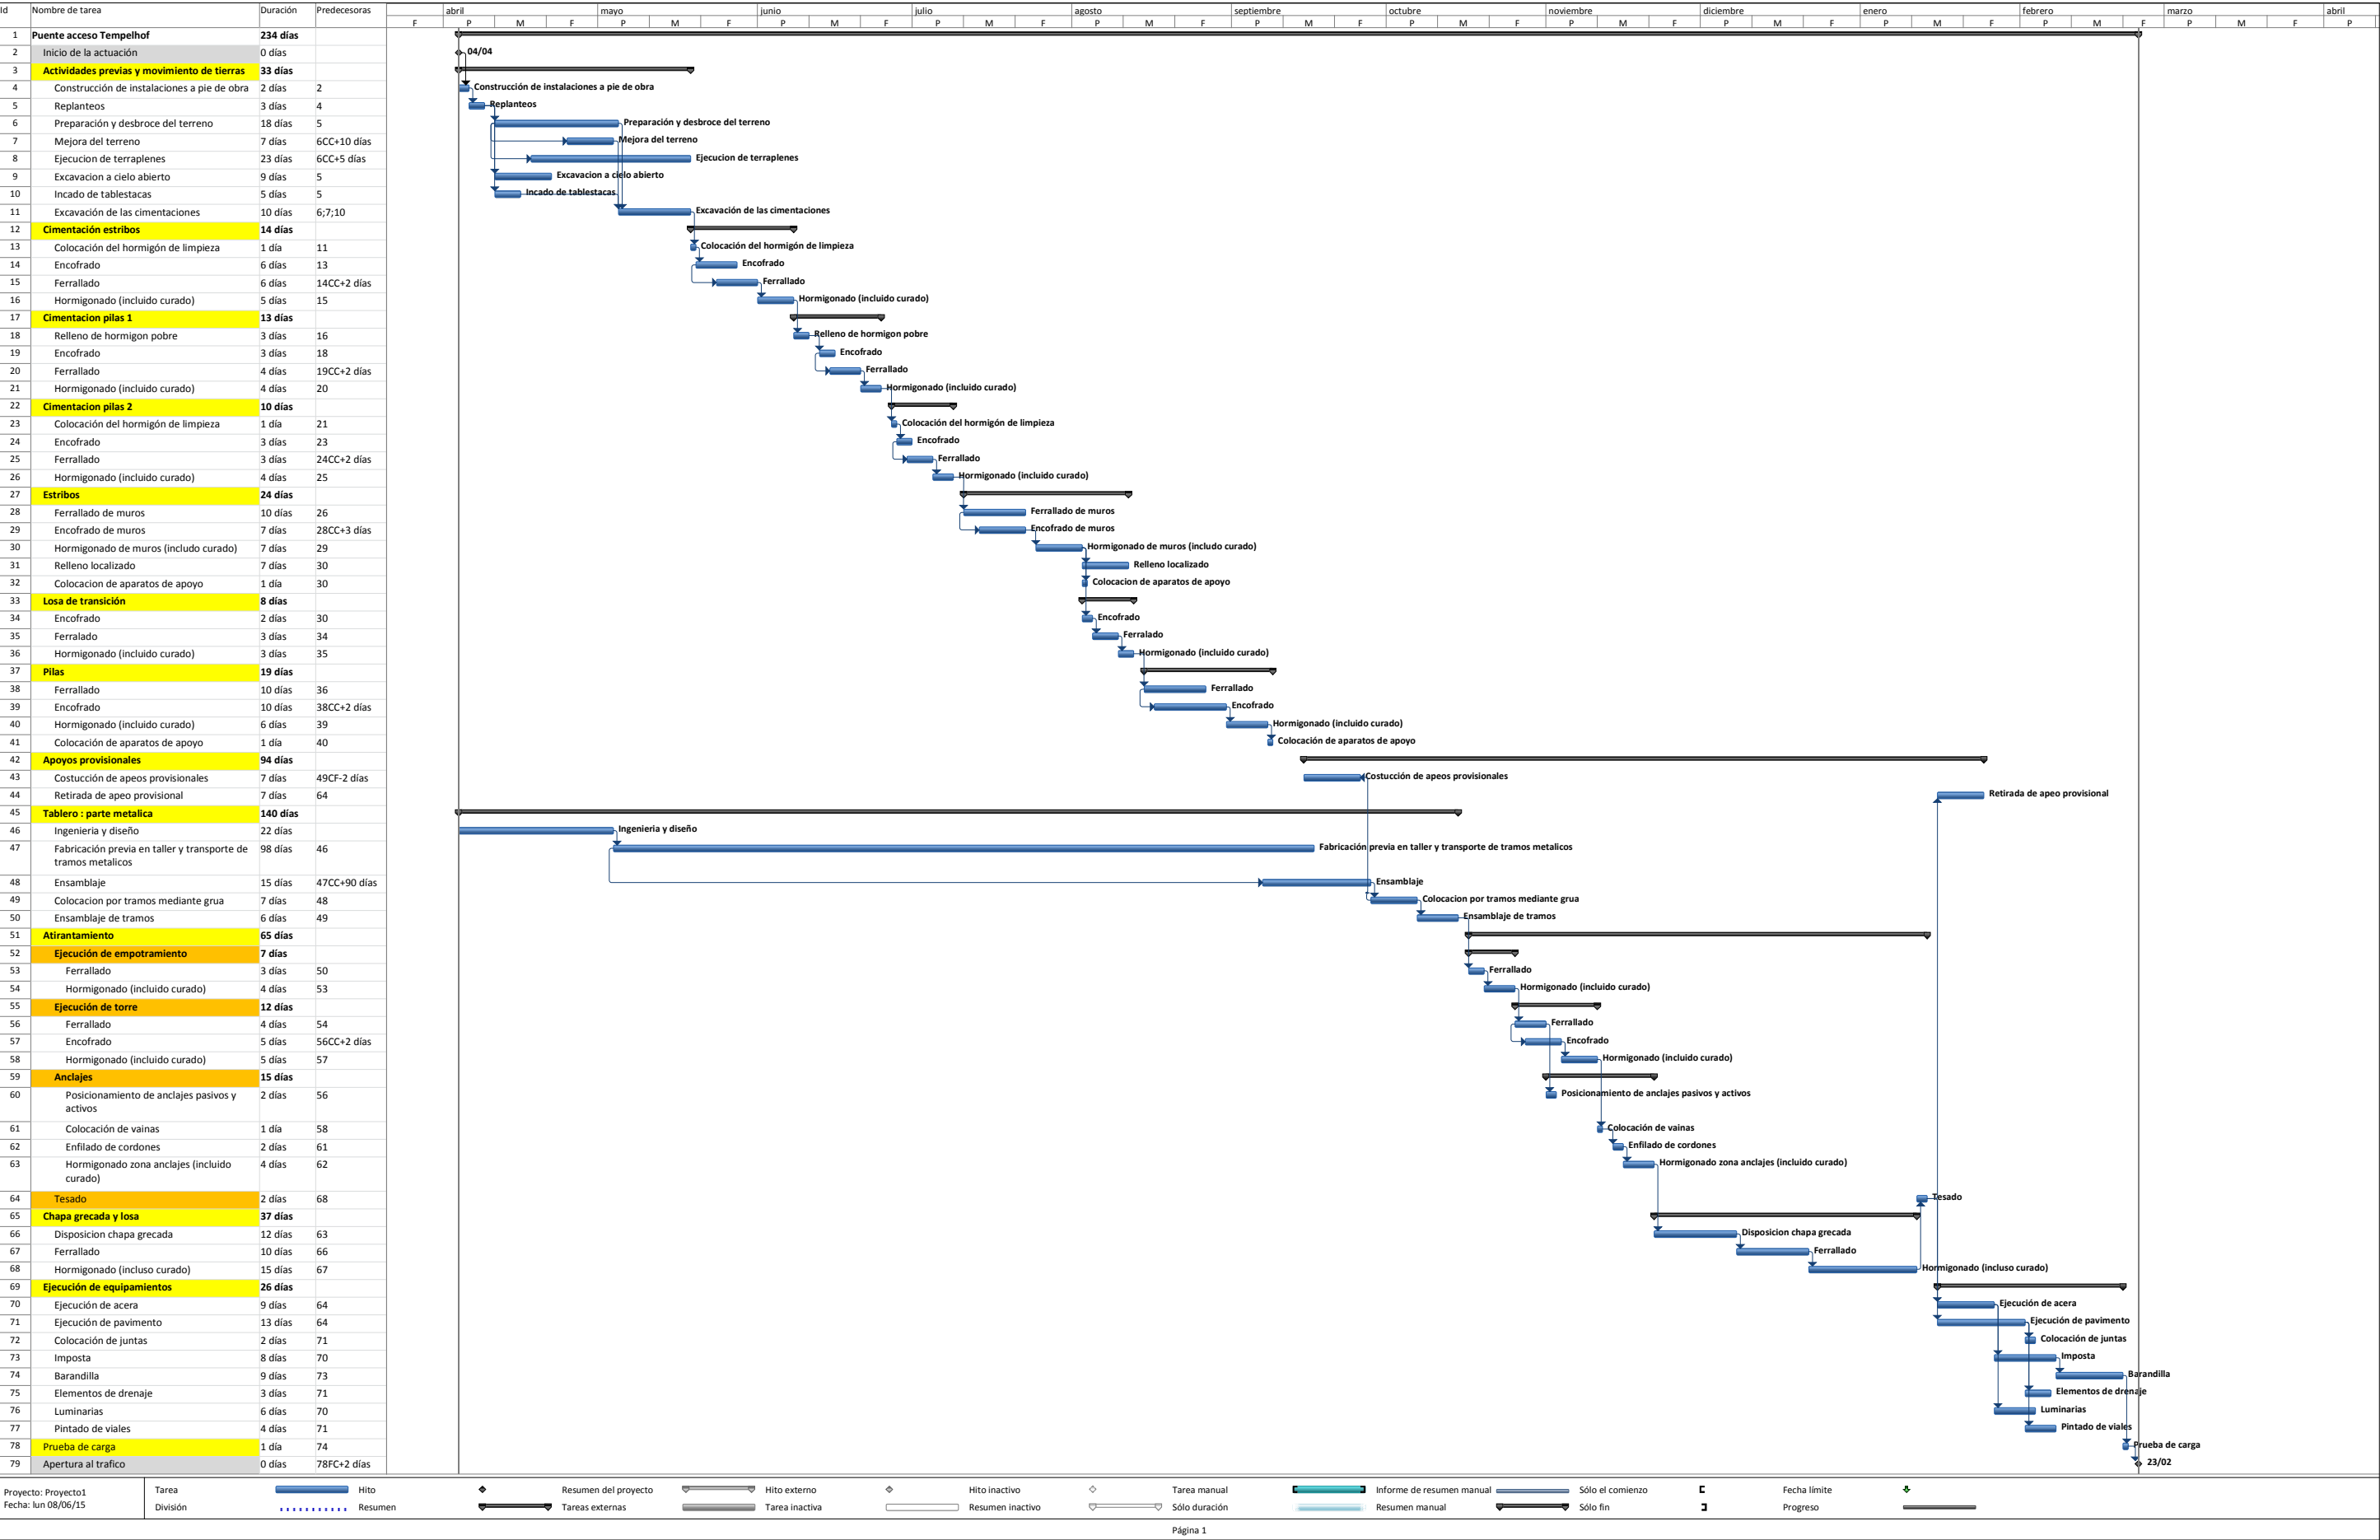 Id Nombre de tarea Duración Predecesoras
abril mayo junio julio agosto septiembre octubre noviembre diciembre enero febrero marzo abril
F P M F P M F P M F P M F P M F P M F P M F P M F P M F P M F P M F P M F P
1 Puente acceso Tempelhof 234 días
2 Inicio de la actuación 0 días 04/04
3 Actividades previas y movimiento de tierras 33 días
4 Construcción de instalaciones a pie de obra 2 días 2 Construcción de instalaciones a pie de obra
5 Replanteos 3 días 4 Replanteos
6 Preparación y desbroce del terreno 18 días 5 Preparación y desbroce del terreno
7 Mejora del terreno 7 días 6CC+10 días Mejora del terreno
8 Ejecucion de terraplenes 23 días 6CC+5 días Ejecucion de terraplenes
9 Excavacion a cielo abierto 9 días 5 Excavacion a cielo abierto
10 Incado de tablestacas 5 días 5 Incado de tablestacas
11 Excavación de las cimentaciones 10 días 6;7;10 Excavación de las cimentaciones
12 Cimentación estribos 14 días
13 Colocación del hormigón de limpieza 1 día 11 Colocación del hormigón de limpieza
14 Encofrado 6 días 13 Encofrado
15 Ferrallado 6 días 14CC+2 días Ferrallado
16 Hormigonado (incluido curado) 5 días 15 Hormigonado (incluido curado)
17 Cimentacion pilas 1 13 días
18 Relleno de hormigon pobre 3 días 16 Relleno de hormigon pobre
19 Encofrado 3 días 18 Encofrado
20 Ferrallado 4 días 19CC+2 días Ferrallado
21 Hormigonado (incluido curado) 4 días 20 Hormigonado (incluido curado)
22 Cimentacion pilas 2 10 días
23 Colocación del hormigón de limpieza 1 día 21 Colocación del hormigón de limpieza
24 Encofrado 3 días 23 Encofrado
25 Ferrallado 3 días 24CC+2 días Ferrallado
26 Hormigonado (incluido curado) 4 días 25 Hormigonado (incluido curado)
27 Estribos 24 días
28 Ferrallado de muros 10 días 26 Ferrallado de muros
29 Encofrado de muros 7 días 28CC+3 días Encofrado de muros
30 Hormigonado de muros (includo curado) 7 días 29 Hormigonado de muros (includo curado)
31 Relleno localizado 7 días 30 Relleno localizado
32 Colocacion de aparatos de apoyo 1 día 30 Colocacion de aparatos de apoyo
33 Losa de transición 8 días
34 Encofrado 2 días 30 Encofrado
35 Ferralado 3 días 34 Ferralado
36 Hormigonado (incluido curado) 3 días 35 Hormigonado (incluido curado)
37 Pilas 19 días
38 Ferrallado 10 días 36 Ferrallado
39 Encofrado 10 días 38CC+2 días Encofrado
40 Hormigonado (incluido curado) 6 días 39 Hormigonado (incluido curado)
41 Colocación de aparatos de apoyo 1 día 40 Colocación de aparatos de apoyo
42 Apoyos provisionales 94 días
43 Costucción de apeos provisionales 7 días 49CF-2 días Costucción de apeos provisionales
44 Retirada de apeo provisional 7 días 64 Retirada de apeo provisional
45 Tablero : parte metalica 140 días
46 Ingenieria y diseño 22 días Ingenieria y diseño
47 Fabricación previa en taller y transporte de 98 días 46 Fabricación previa en taller y transporte de tramos metalicos
tramos metalicos
48 Ensamblaje 15 días 47CC+90 días Ensamblaje
49 Colocacion por tramos mediante grua 7 días 48 Colocacion por tramos mediante grua
50 Ensamblaje de tramos 6 días 49 Ensamblaje de tramos
51 Atirantamiento 65 días
52 Ejecución de empotramiento 7 días
53 Ferrallado 3 días 50 Ferrallado
54 Hormigonado (incluido curado) 4 días 53 Hormigonado (incluido curado)
55 Ejecución de torre 12 días
56 Ferrallado 4 días 54 Ferrallado
57 Encofrado 5 días 56CC+2 días Encofrado
58 Hormigonado (incluido curado) 5 días 57 Hormigonado (incluido curado)
59 Anclajes 15 días
60 Posicionamiento de anclajes pasivos y 2 días 56 Posicionamiento de anclajes pasivos y activos
activos
61 Colocación de vainas 1 día 58 Colocación de vainas
62 Enfilado de cordones 2 días 61 Enfilado de cordones
63 Hormigonado zona anclajes (incluido 4 días 62 Hormigonado zona anclajes (incluido curado)
curado)
64 Tesado 2 días 68 Tesado
65 Chapa grecada y losa 37 días
66 Disposicion chapa grecada 12 días 63 Disposicion chapa grecada
67 Ferrallado 10 días 66 Ferrallado
68 Hormigonado (incluso curado) 15 días 67 Hormigonado (incluso curado)
69 Ejecución de equipamientos 26 días
70 Ejecución de acera 9 días 64 Ejecución de acera
71 Ejecución de pavimento 13 días 64 Ejecución de pavimento
72 Colocación de juntas 2 días 71 Colocación de juntas
73 Imposta 8 días 70 Imposta
74 Barandilla 9 días 73 Barandilla
75 Elementos de drenaje 3 días 71 Elementos de drenaje
76 Luminarias 6 días 70 Luminarias
77 Pintado de viales 4 días 71 Pintado de viales
78 Prueba de carga 1 día 74 Prueba de carga
79 Apertura al trafico 0 días 78FC+2 días 23/02
Proyecto: Proyecto1
Fecha: lun 08/06/15
Tarea Hito Resumen del proyecto Hito externo Hito inactivo Tarea manual Informe de resumen manual Sólo el comienzo Fecha límite
División Resumen Tareas externas Tarea inactiva Resumen inactivo Sólo duración Resumen manual Sólo fin Progreso
Página 1